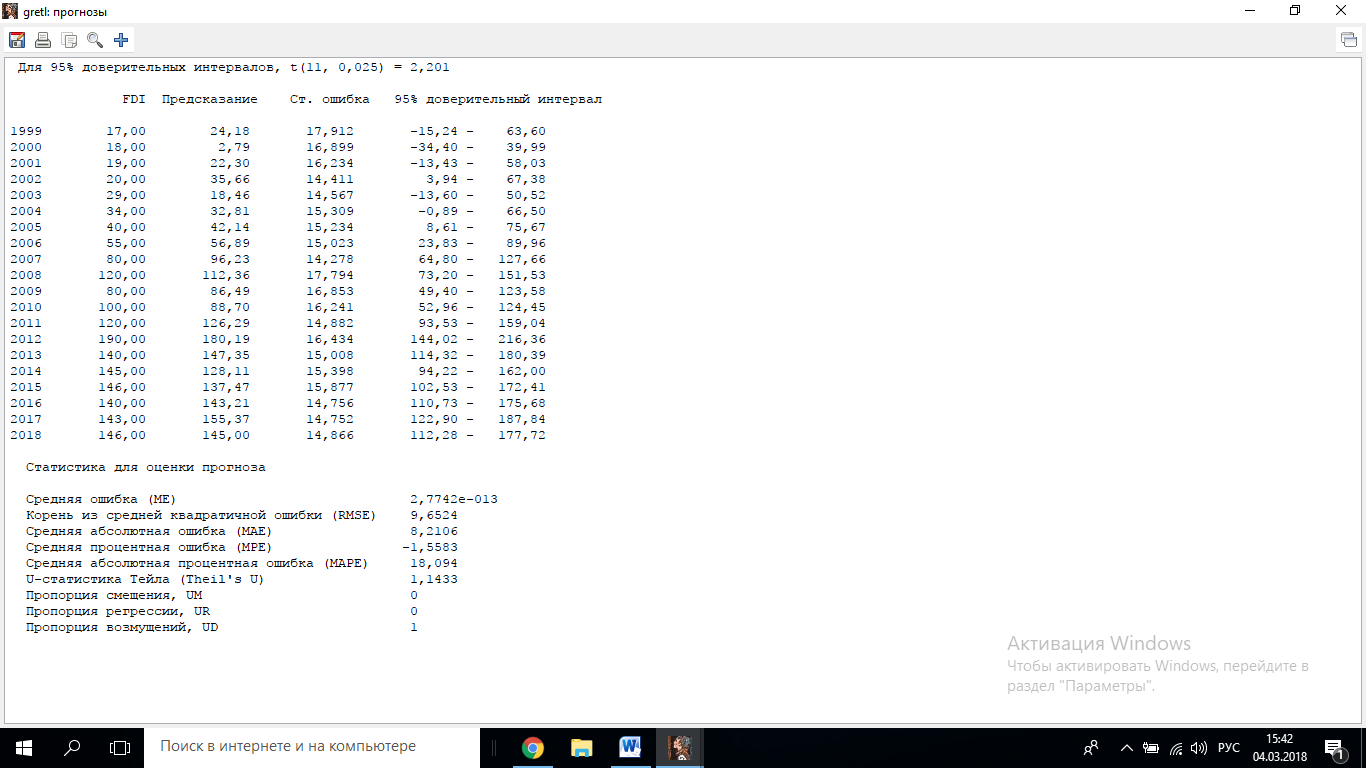 gretl: прогнозы
Для 95% доверительных интервалов, t(11, 0,025) = 2,201
FDI Предсказание Ст. ошибка 95% доверительный интервал
1999 17,00 24,18 17,912 -15,24 - 63,60
2000 18,00 2,79 16,899 -34,40 - 39,99
2001 19,00 22,30 16,234 -13,43 - 58,03
2002 20,00 35,66 14,411 3,94 - 67,38
2003 29,00 18,46 14,567 -13,60 - 50,52
2004 34,00 32,81 15,309 -0,89 - 66,50
2005 40,00 42,14 15,234 8,61 - 75,67
2006 55,00 56,89 15,023 23,83 - 89,96
2007 80,00 96,23 14,278 64,80 - 127,66
2008 120,00 112,36 17,794 73,20 - 151,53
2009 80,00 86,49 16,853 49,40 - 123,58
2010 100,00 88,70 16,241 52,96 - 124,45
2011 120,00 126,29 14,882 93,53 - 159,04
2012 190,00 180,19 16,434 144,02 - 216,36
2013 140,00 147,35 15,008 114,32 - 180,39
2014 145,00 128,11 15,398 94,22 - 162,00
2015 146,00 137,47 15,877 102,53 - 172,41
2016 140,00 143,21 14,756 110,73 - 175,68
2017 143,00 155,37 14,752 122,90 - 187,84
2018 146,00 145,00 14,866 112,28 - 177,72
Статистика для оценки прогноза
Средняя ошибка (ME) 2,7742e-013
Корень из средней квадратичной ошибки (RMSE) 9,6524
Средняя абсолютная ошибка (MAE) 8,2106
Средняя процентная ошибка (MPE) -1,5583
Средняя абсолютная процентная ошибка (MAPE) 18,094
U-статистика Тейла (Theil's U) 1,1433
Пропорция смещения, UM 0
Пропорция регрессии, UR 0
Пропорция возмущений, UD 1
Активация Windows
Чтобы активировать Windows, перейдите в
раздел "Параметры".
Поиск в интернете и на компьютере
РУС
15:42
04.03.2018
1